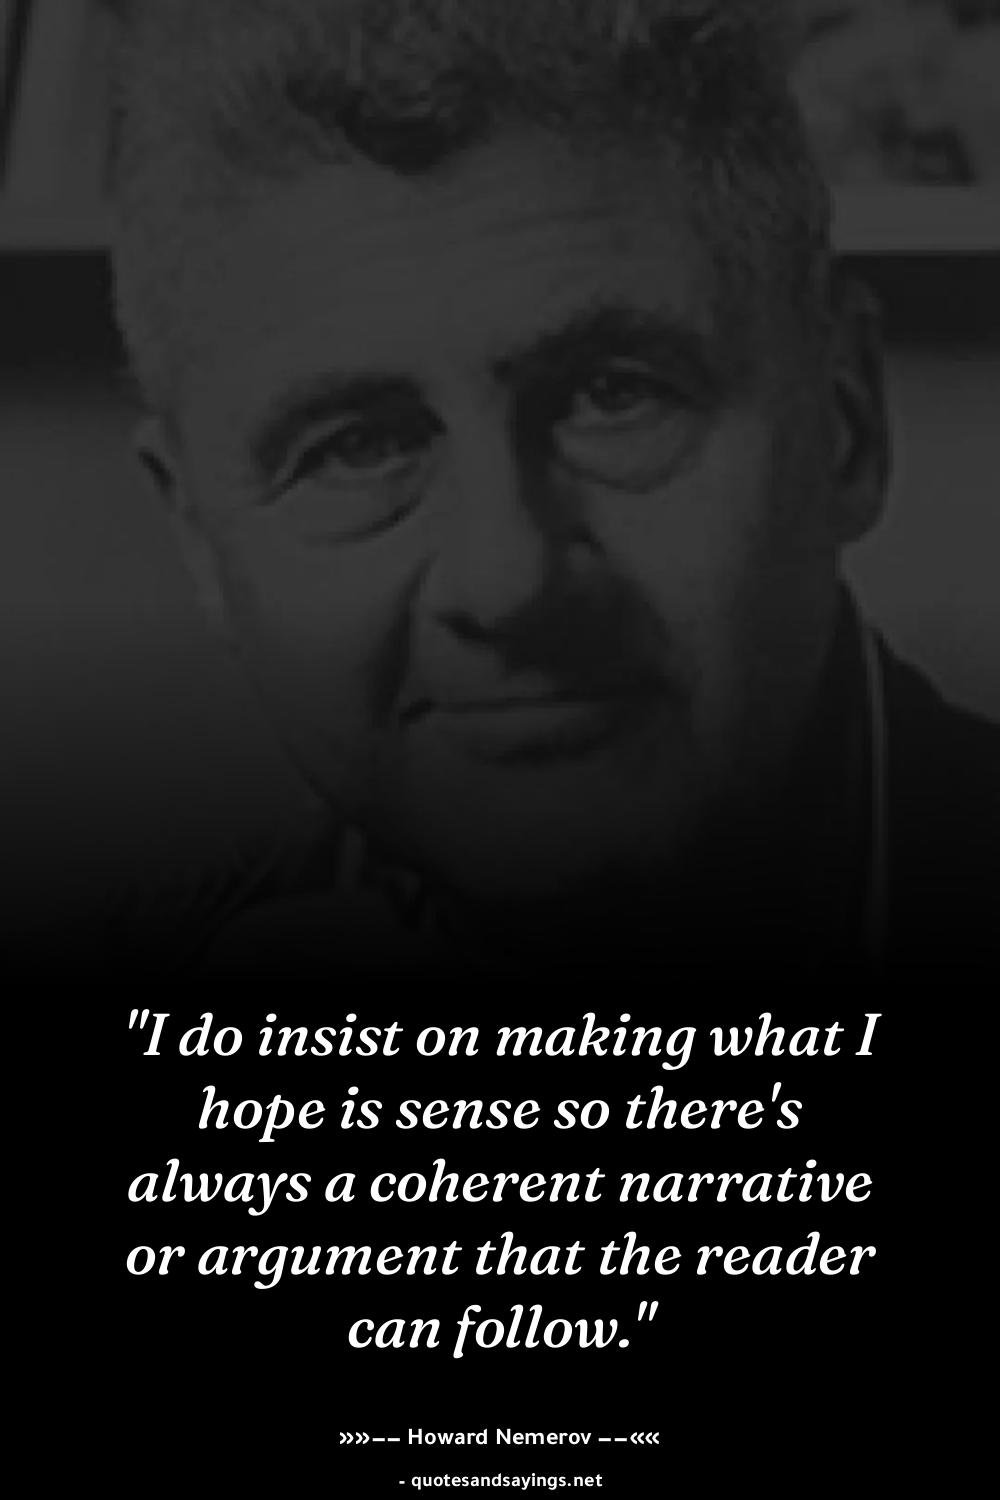 "I do insist on making what I
hope is sense so there's
always a coherent narrative
or argument that the reader
can follow."
»»–– Howard Nemerov ––««
- quotesandsayings.net